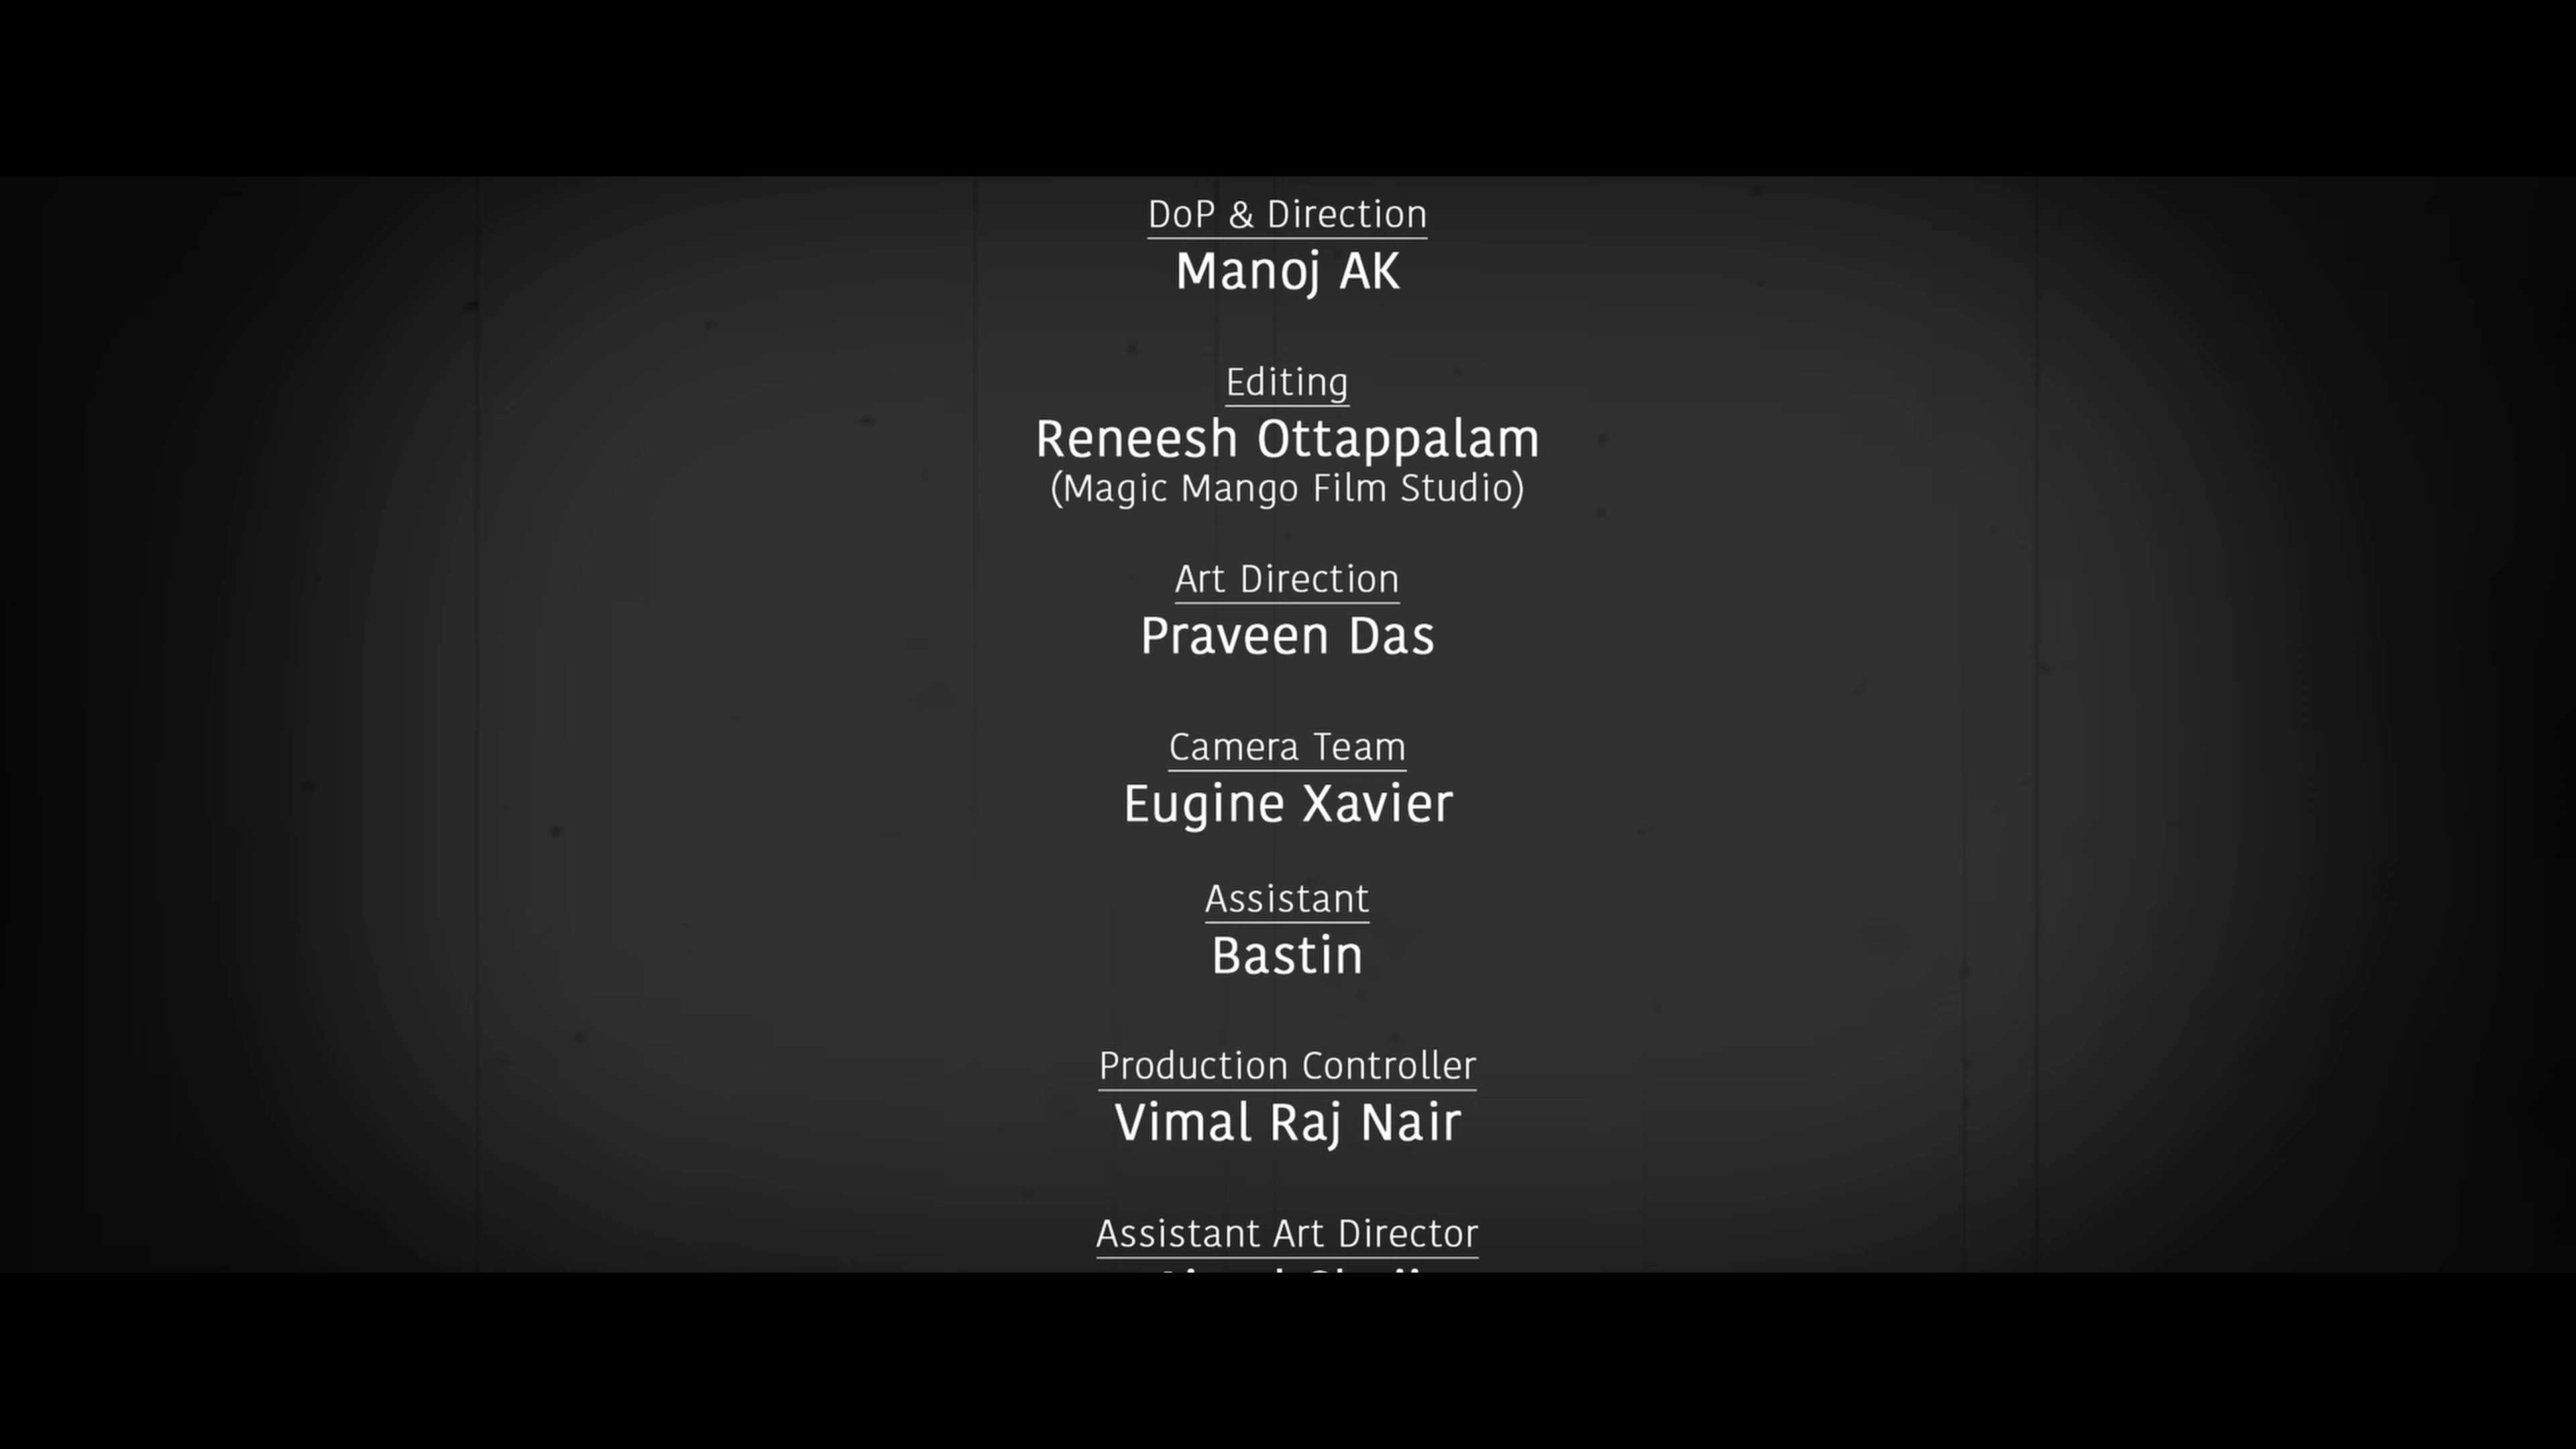 DoP & Direction
Manoj AK
Editing
Reneesh Ottappalam
(Magic Mango Film Studio)
Art Direction
Praveen Das
Camera Team
Eugine Xavier
Assistant
Bastin
Production Controller
Vimal Raj Nair
Assistant Art Director